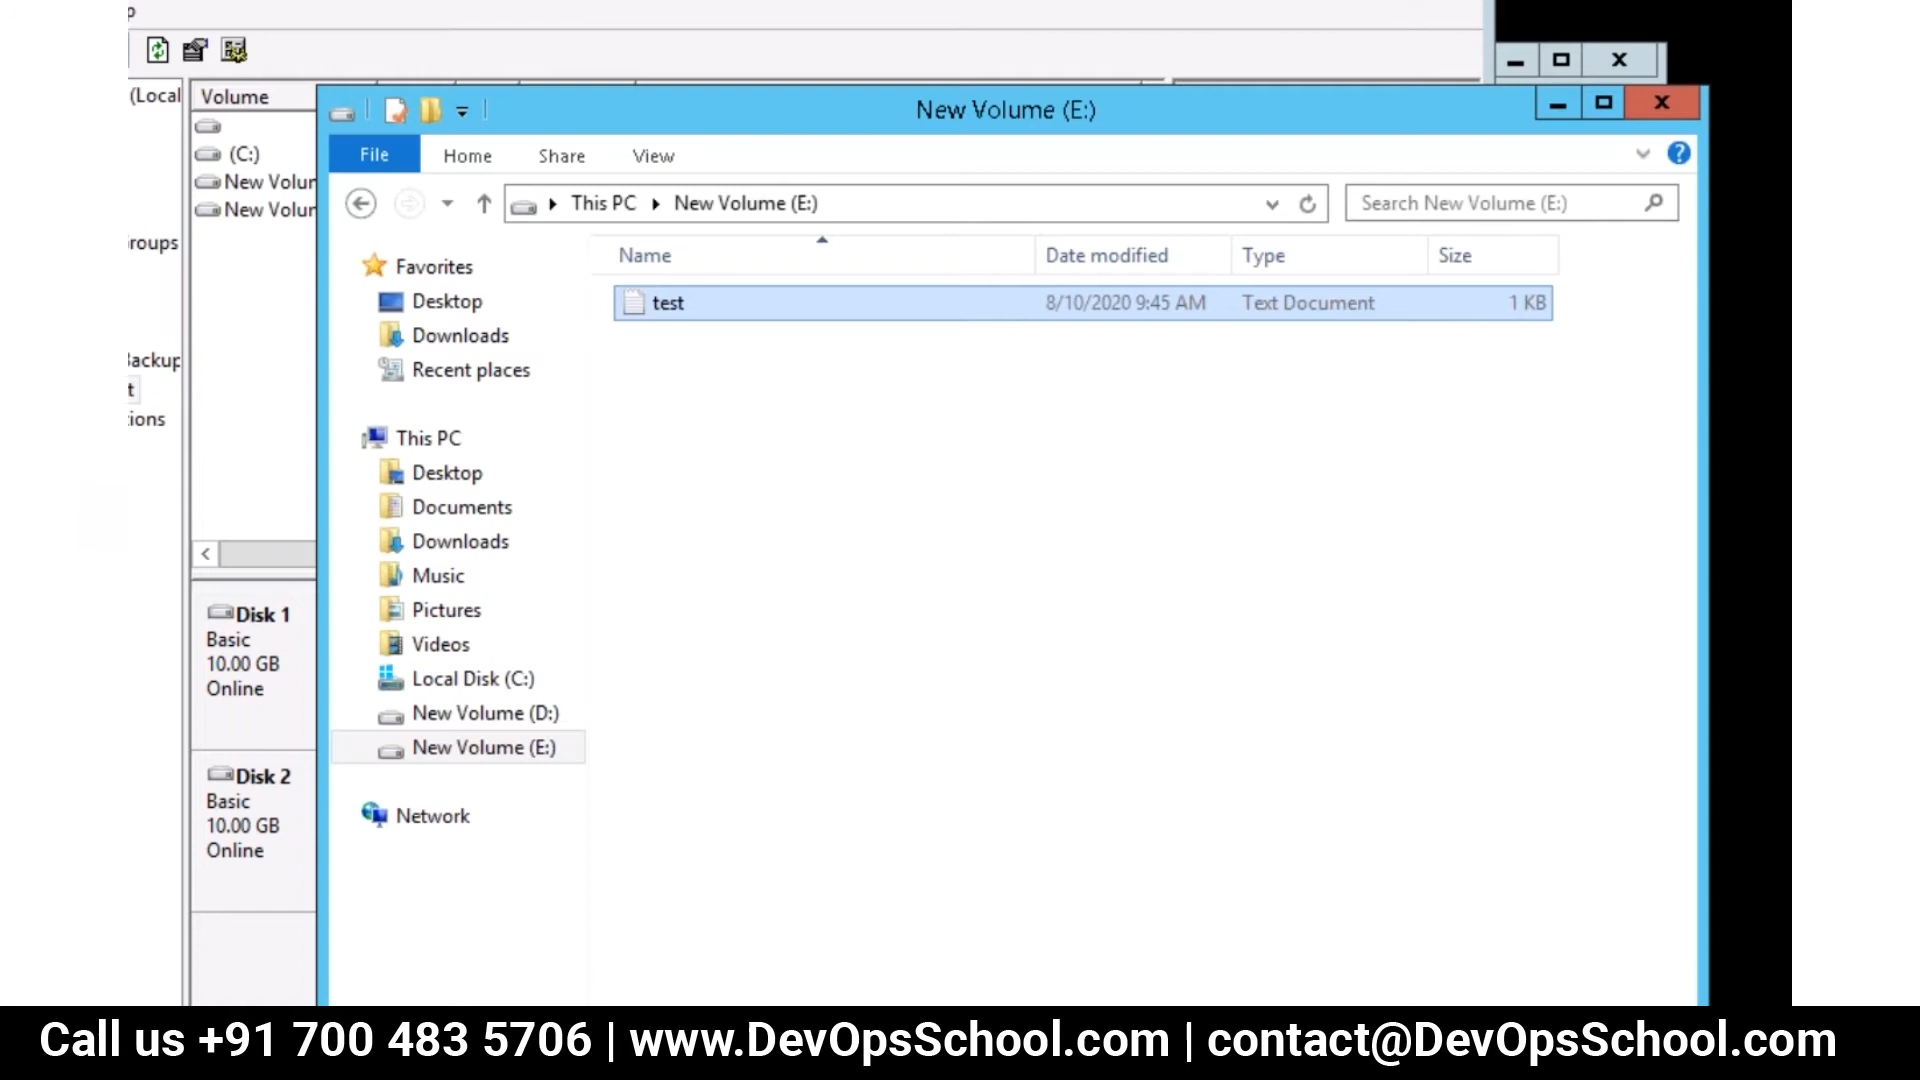 p
(Local
Volume
(C:)
New Volur
New Volur
roups
Backup
t
tions
Disk 1
Basic
10.00 GB
Online
Disk 2
Basic
10.00 GB
Online
New Volume (E:)
File Home Share View
This PC New Volume (E:)
Search New Volume (E:)
Name Date modified Type Size
test 8/10/2020 9:45 AM Text Document 1 KB
Favorites
Desktop
Downloads
Recent places
This PC
Desktop
Documents
Downloads
Music
Pictures
Videos
Local Disk (C:)
New Volume (D:)
New Volume (E:)
Network
Call us +91 700 483 5706 | www.DevOpsSchool.com | contact@DevOpsSchool.com